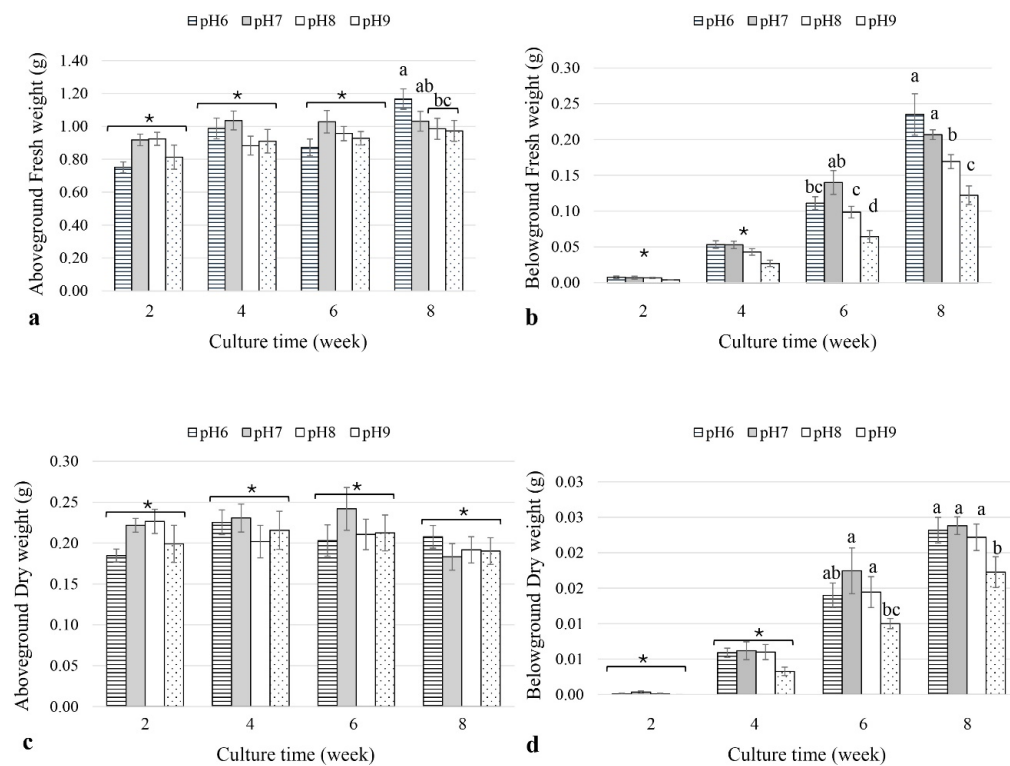 pH6 pH7 pH8 pH9
Aboveground Fresh weight (g)
1.40
1.20
1.00
0.80
0.60
0.40
0.20
0.00
*
*
*
a
ab
bc
2 4 6 8
Culture time (week)
a
pH6 pH7 pH8 pH9
Belowground Fresh weight (g)
0.30
0.25
0.20
0.15
0.10
0.05
0.00
*
*
bc
ab
c
d
a
a
b
c
2 4 6 8
Culture time (week)
b
pH6 pH7 pH8 pH9
Aboveground Dry weight (g)
0.30
0.25
0.20
0.15
0.10
0.05
0.00
*
*
*
*
2 4 6 8
Culture time (week)
c
pH6 pH7 pH8 pH9
Belowground Dry weight (g)
0.03
0.03
0.02
0.02
0.01
0.01
0.00
*
*
ab
a
a
bc
a
a
a
b
2 4 6 8
Culture time (week)
d